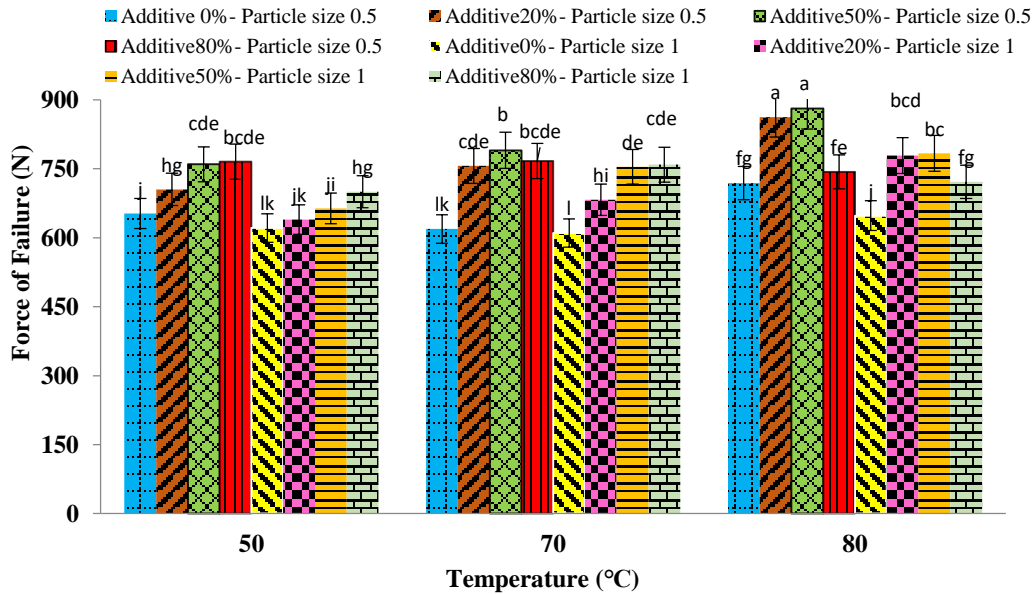 Additive 0%- Particle size 0.5
Additive20%- Particle size 0.5
Additive50%- Particle size 0.5
Additive80%- Particle size 0.5
Additive0%- Particle size 1
Additive20%- Particle size 1
Additive50%- Particle size 1
Additive80%- Particle size 1
Force of Failure (N)
900
750
600
450
300
150
0
j
hg
cde
bcde
lk
jk
hg
lk
cde
b
bcde
l
hi
de
cde
fg
a
a
fe
bcd
bc
fg
50
70
80
Temperature (°C)